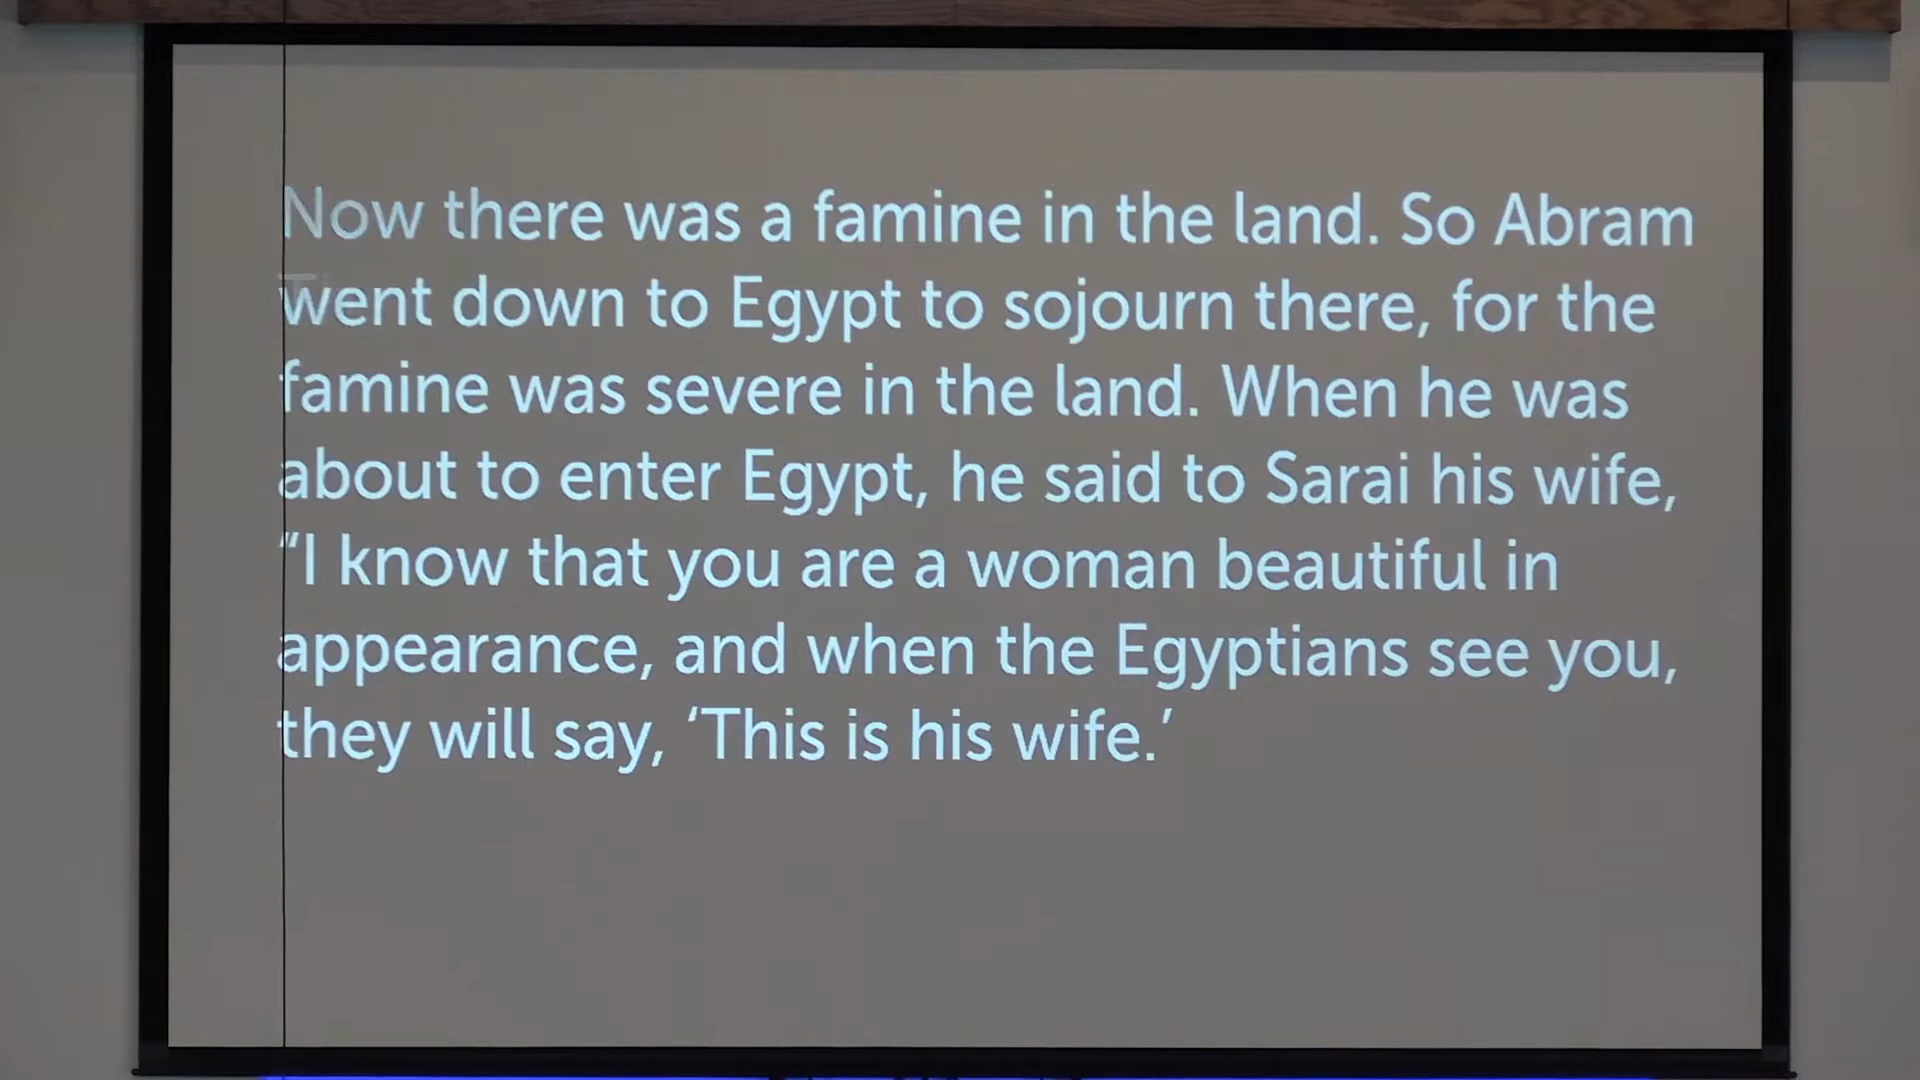 Now there was a famine in the land. So Abram
went down to Egypt to sojourn there, for the
famine was severe in the land. When he was
about to enter Egypt, he said to Sarai his wife,
“I know that you are a woman beautiful in
appearance, and when the Egyptians see you,
they will say, ‘This is his wife.’